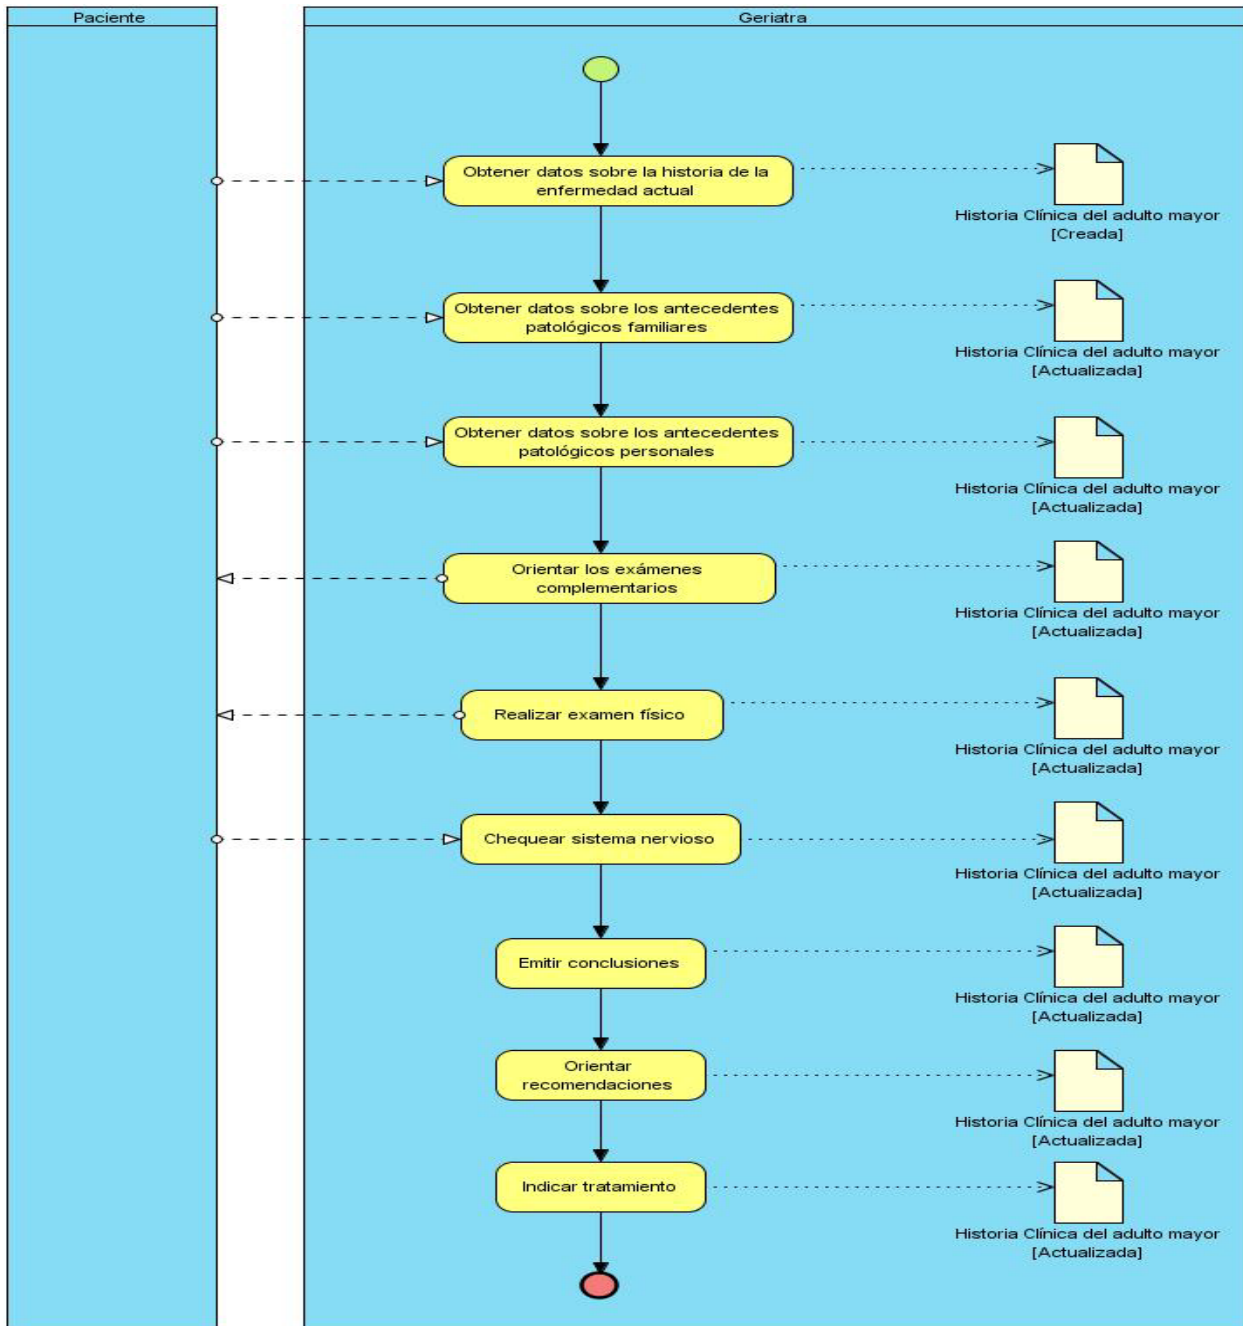 Paciente
Geriatra
Obtener datos sobre la historia de la
enfermedad actual
Historia Clínica del adulto mayor
[Creada]
Obtener datos sobre los antecedentes
patológicos familiares
Historia Clínica del adulto mayor
[Actualizada]
Obtener datos sobre los antecedentes
patológicos personales
Historia Clínica del adulto mayor
[Actualizada]
Orientar los exámenes
complementarios
Historia Clínica del adulto mayor
[Actualizada]
Realizar examen físico
Historia Clínica del adulto mayor
[Actualizada]
Chequear sistema nervioso
Historia Clínica del adulto mayor
[Actualizada]
Emitir conclusiones
Historia Clínica del adulto mayor
[Actualizada]
Orientar
recomendaciones
Historia Clínica del adulto mayor
[Actualizada]
Indicar tratamiento
Historia Clínica del adulto mayor
[Actualizada]